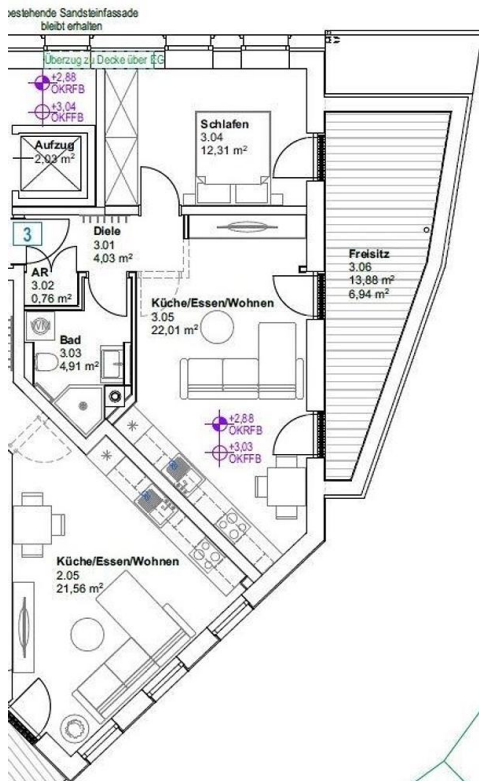 bestehende Sandsteinfassade
bleibt erhalten
Überzug zu Decke über EG
+2,88
OKRFB
+3,04
OKFFB
Aufzug
2,03 m²
Schlafen
3.04
12,31 m²
3
Diele
3.01
4,03 m²
AR
3.02
0,76 m²
Freisitz
3.06
13,88 m²
6,94 m²
Küche/Essen/Wohnen
3.05
22,01 m²
WM
Bad
3.03
4,91 m²
+2,88
OKRFB
+3,03
OKFFB
Küche/Essen/Wohnen
2.05
21,56 m²